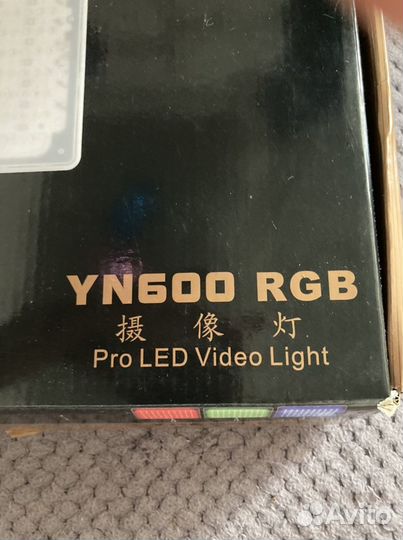 YN600 RGB
摄 像 灯
Pro LED Video Light
Avito